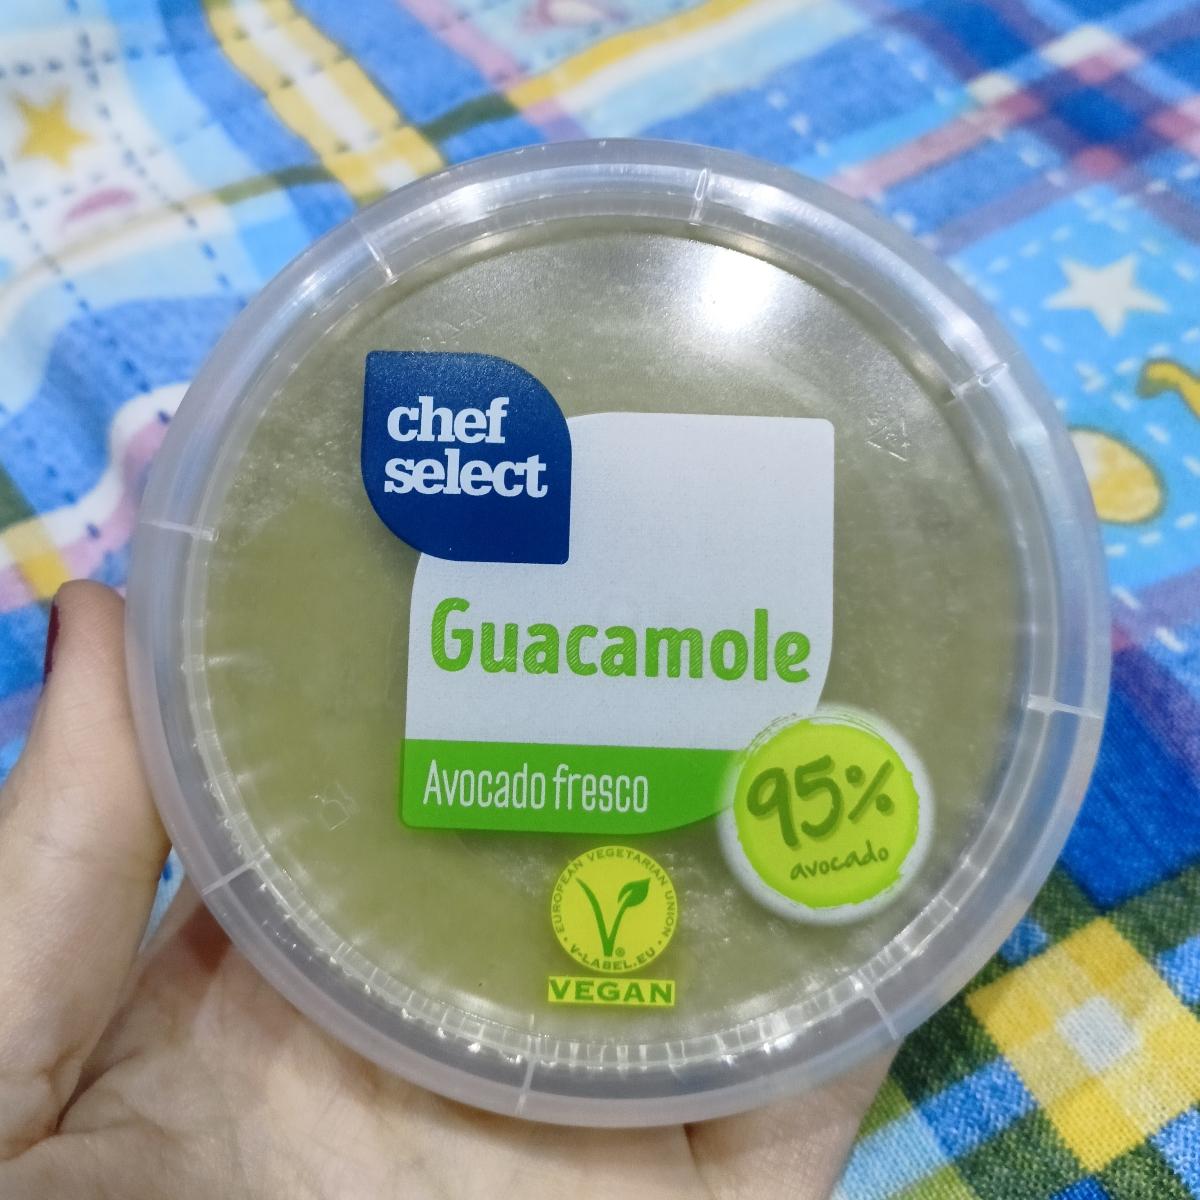 chef
select
Guacamole
Avocado fresco
95%
avocado
EUROPEAN VEGETARIAN UNION
V-LABEL.EU
VEGAN